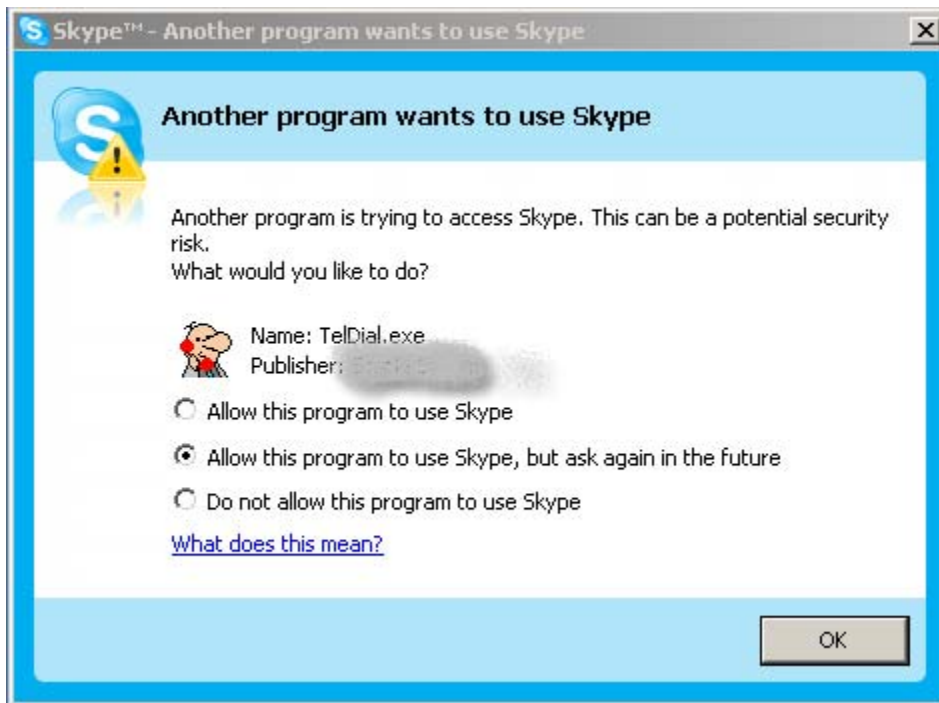 Skype™ - Another program wants to use Skype
Another program wants to use Skype
Another program is trying to access Skype. This can be a potential security
risk.
What would you like to do?
Name: TelDial.exe
Publisher:
Allow this program to use Skype
Allow this program to use Skype, but ask again in the future
Do not allow this program to use Skype
What does this mean?
OK